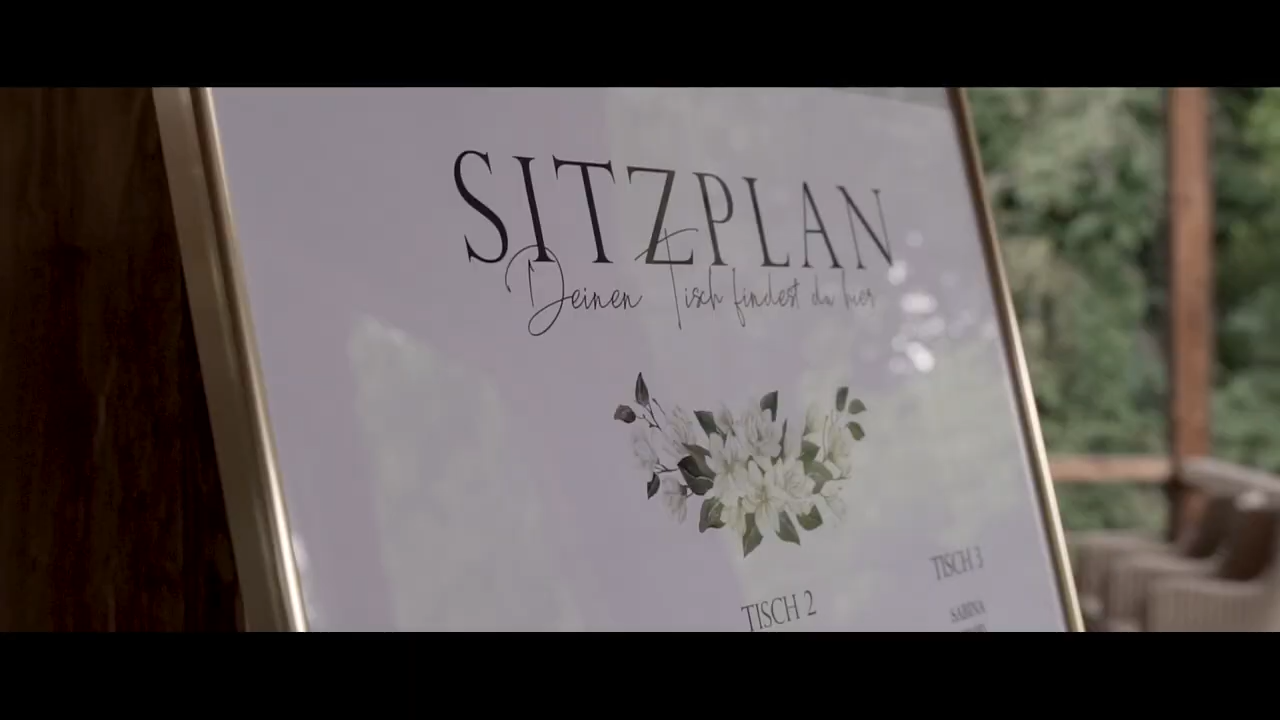 SITZPLAN
Deinen Tisch findest du hier
TISCH 3
TISCH 2
SABINA